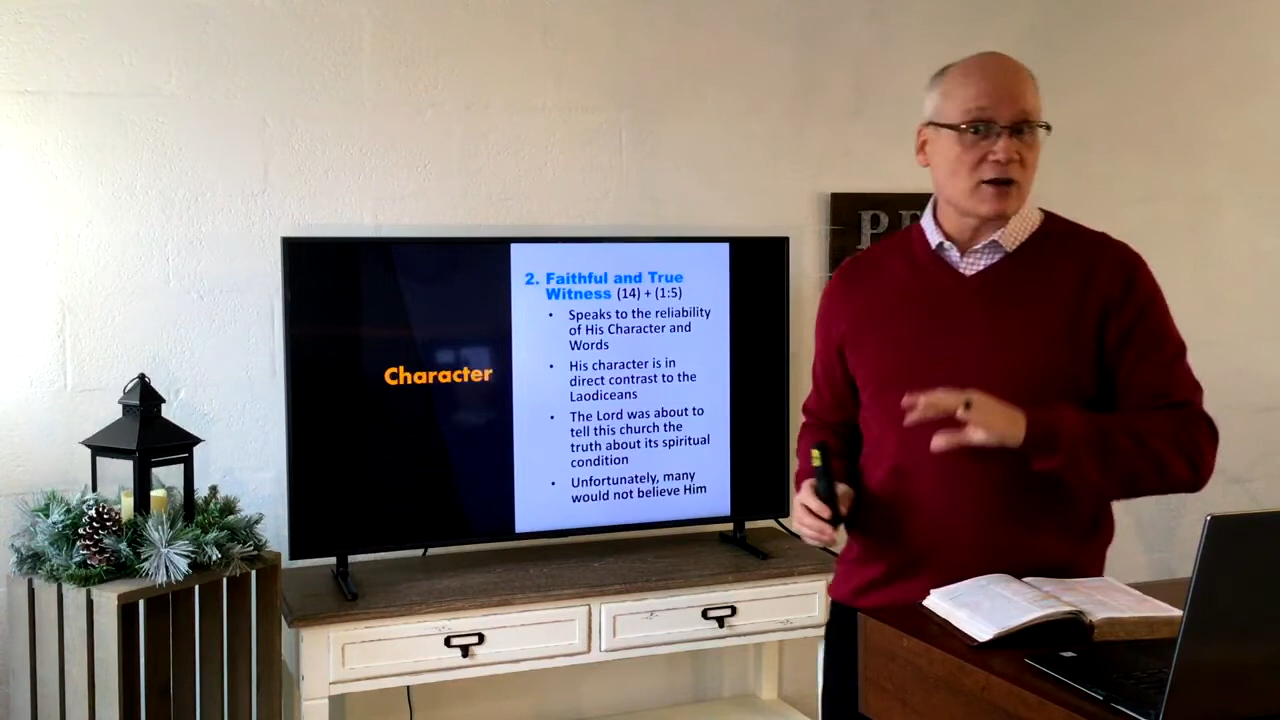 Character
2. Faithful and True
Witness (14) + (1:5)
• Speaks to the reliability
of His Character and
Words
• His character is in
direct contrast to the
Laodiceans
• The Lord was about to
tell this church the
truth about its spiritual
condition
• Unfortunately, many
would not believe Him